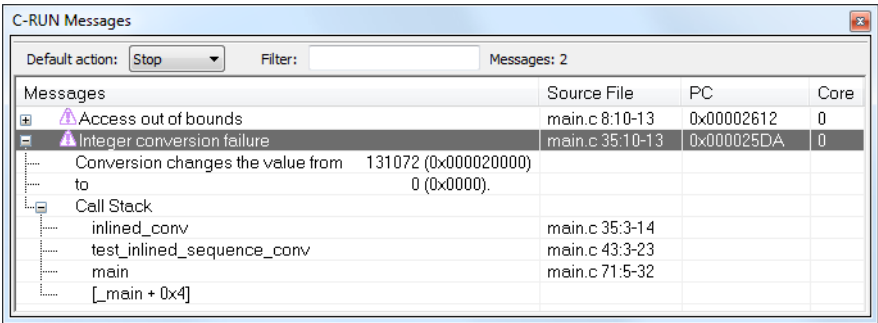 C-RUN Messages
Default action: Stop Filter: Messages: 2
Messages Source File PC Core
Access out of bounds main.c 8:10-13 0x00002612 0
Integer conversion failure main.c 35:10-13 0x000025DA 0
Conversion changes the value from 131072 (0x000020000)
to 0 (0x0000).
Call Stack
inlined_conv main.c 35:3-14
test_inlined_sequence_conv main.c 43:3-23
main main.c 71:5-32
[_main + 0x4]